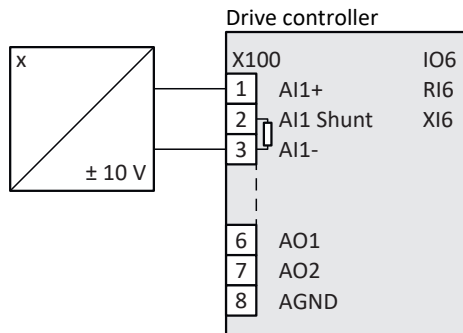 Drive controller
x
± 10 V
X100 IO6
1 AI1+ RI6
2 AI1 Shunt XI6
3 AI1-
6 AO1
7 AO2
8 AGND